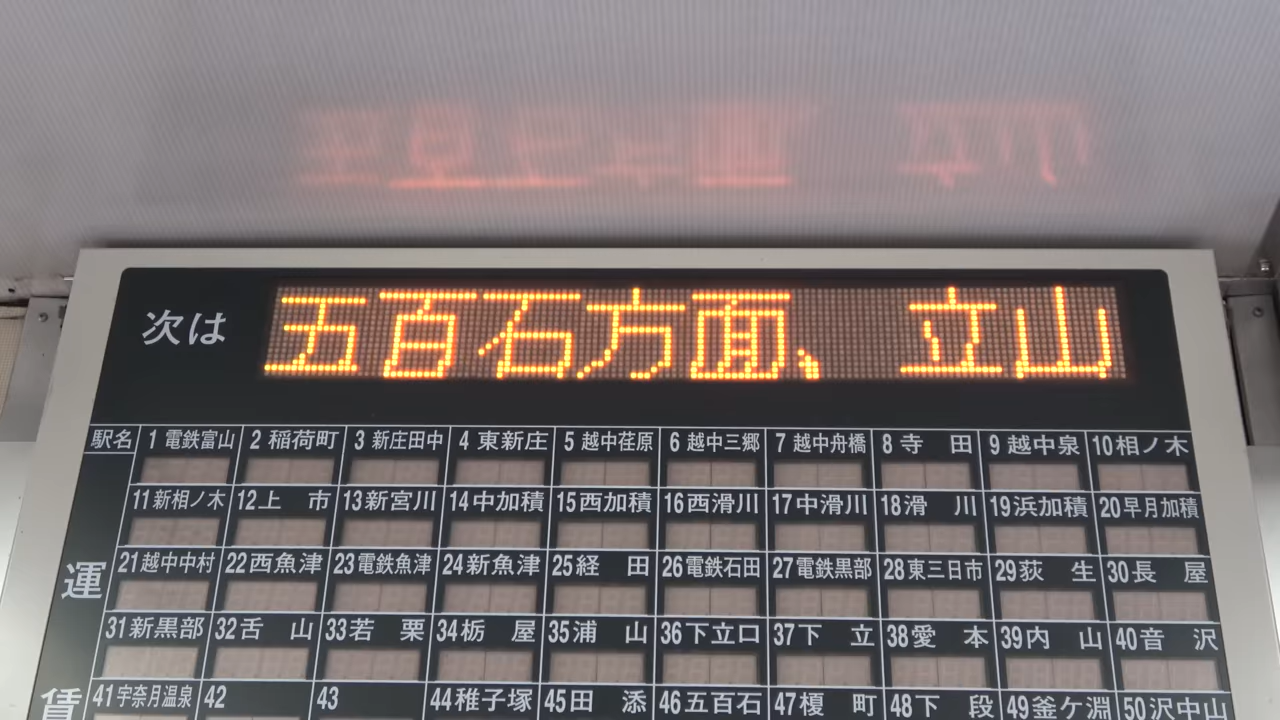 次は 五百石方面、 立山
駅名 1 電鉄富山 2 稲荷町 3 新庄田中 4 東新庄 5 越中荏原 6 越中三郷 7 越中舟橋 8 寺 田 9 越中泉 10 相ノ木
11 新相ノ木 12 上 市 13 新宮川 14 中加積 15 西加積 16 西滑川 17 中滑川 18 滑 川 19 浜加積 20 早月加積
21 越中中村 22 西魚津 23 電鉄魚津 24 新魚津 25 経 田 26 電鉄石田 27 電鉄黒部 28 東三日市 29 荻 生 30 長 屋
運
31 新黒部 32 舌 山 33 若 栗 34 栃 屋 35 浦 山 36 下立口 37 下 立 38 愛 本 39 内 山 40 音 沢
賃
41 宇奈月温泉 42 43 44 稚子塚 45 田 添 46 五百石 47 榎 町 48 下 段 49 釜ケ淵 50 沢中山